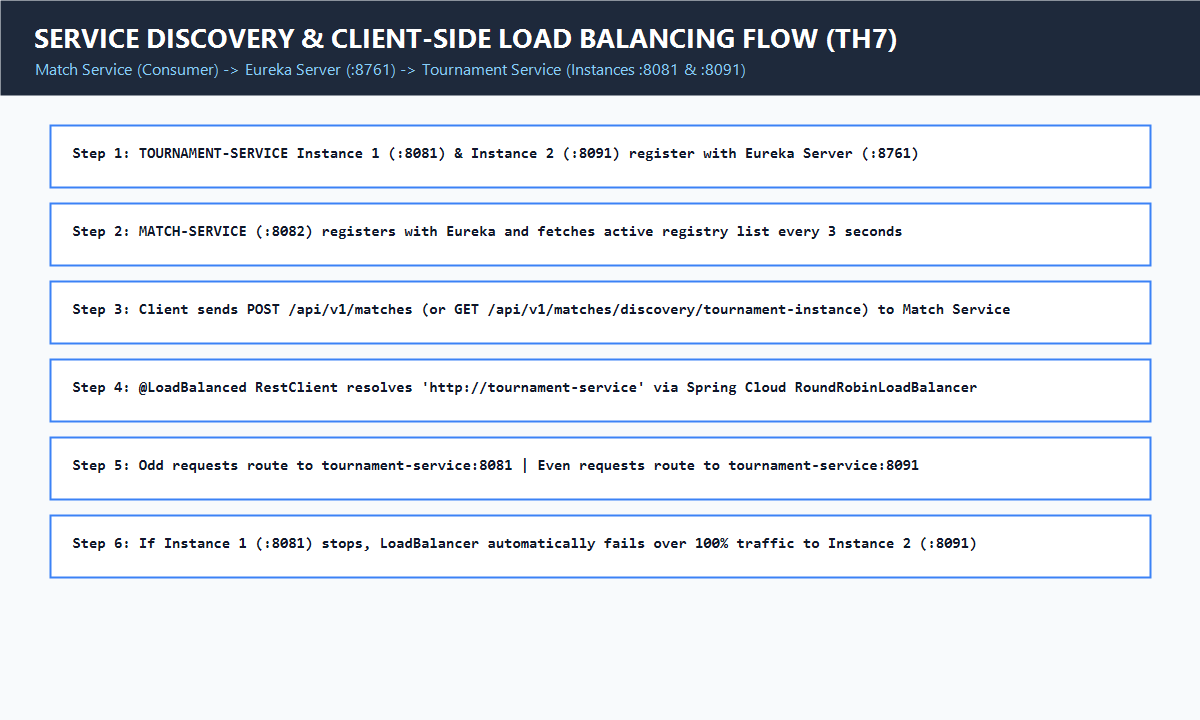 SERVICE DISCOVERY & CLIENT-SIDE LOAD BALANCING FLOW (TH7)
Match Service (Consumer) -> Eureka Server (:8761) -> Tournament Service (Instances :8081 & :8091)
Step 1: TOURNAMENT-SERVICE Instance 1 (:8081) & Instance 2 (:8091) register with Eureka Server (:8761)
Step 2: MATCH-SERVICE (:8082) registers with Eureka and fetches active registry list every 3 seconds
Step 3: Client sends POST /api/v1/matches (or GET /api/v1/matches/discovery/tournament-instance) to Match Service
Step 4: @LoadBalanced RestClient resolves 'http://tournament-service' via Spring Cloud RoundRobinLoadBalancer
Step 5: Odd requests route to tournament-service:8081 | Even requests route to tournament-service:8091
Step 6: If Instance 1 (:8081) stops, LoadBalancer automatically fails over 100% traffic to Instance 2 (:8091)